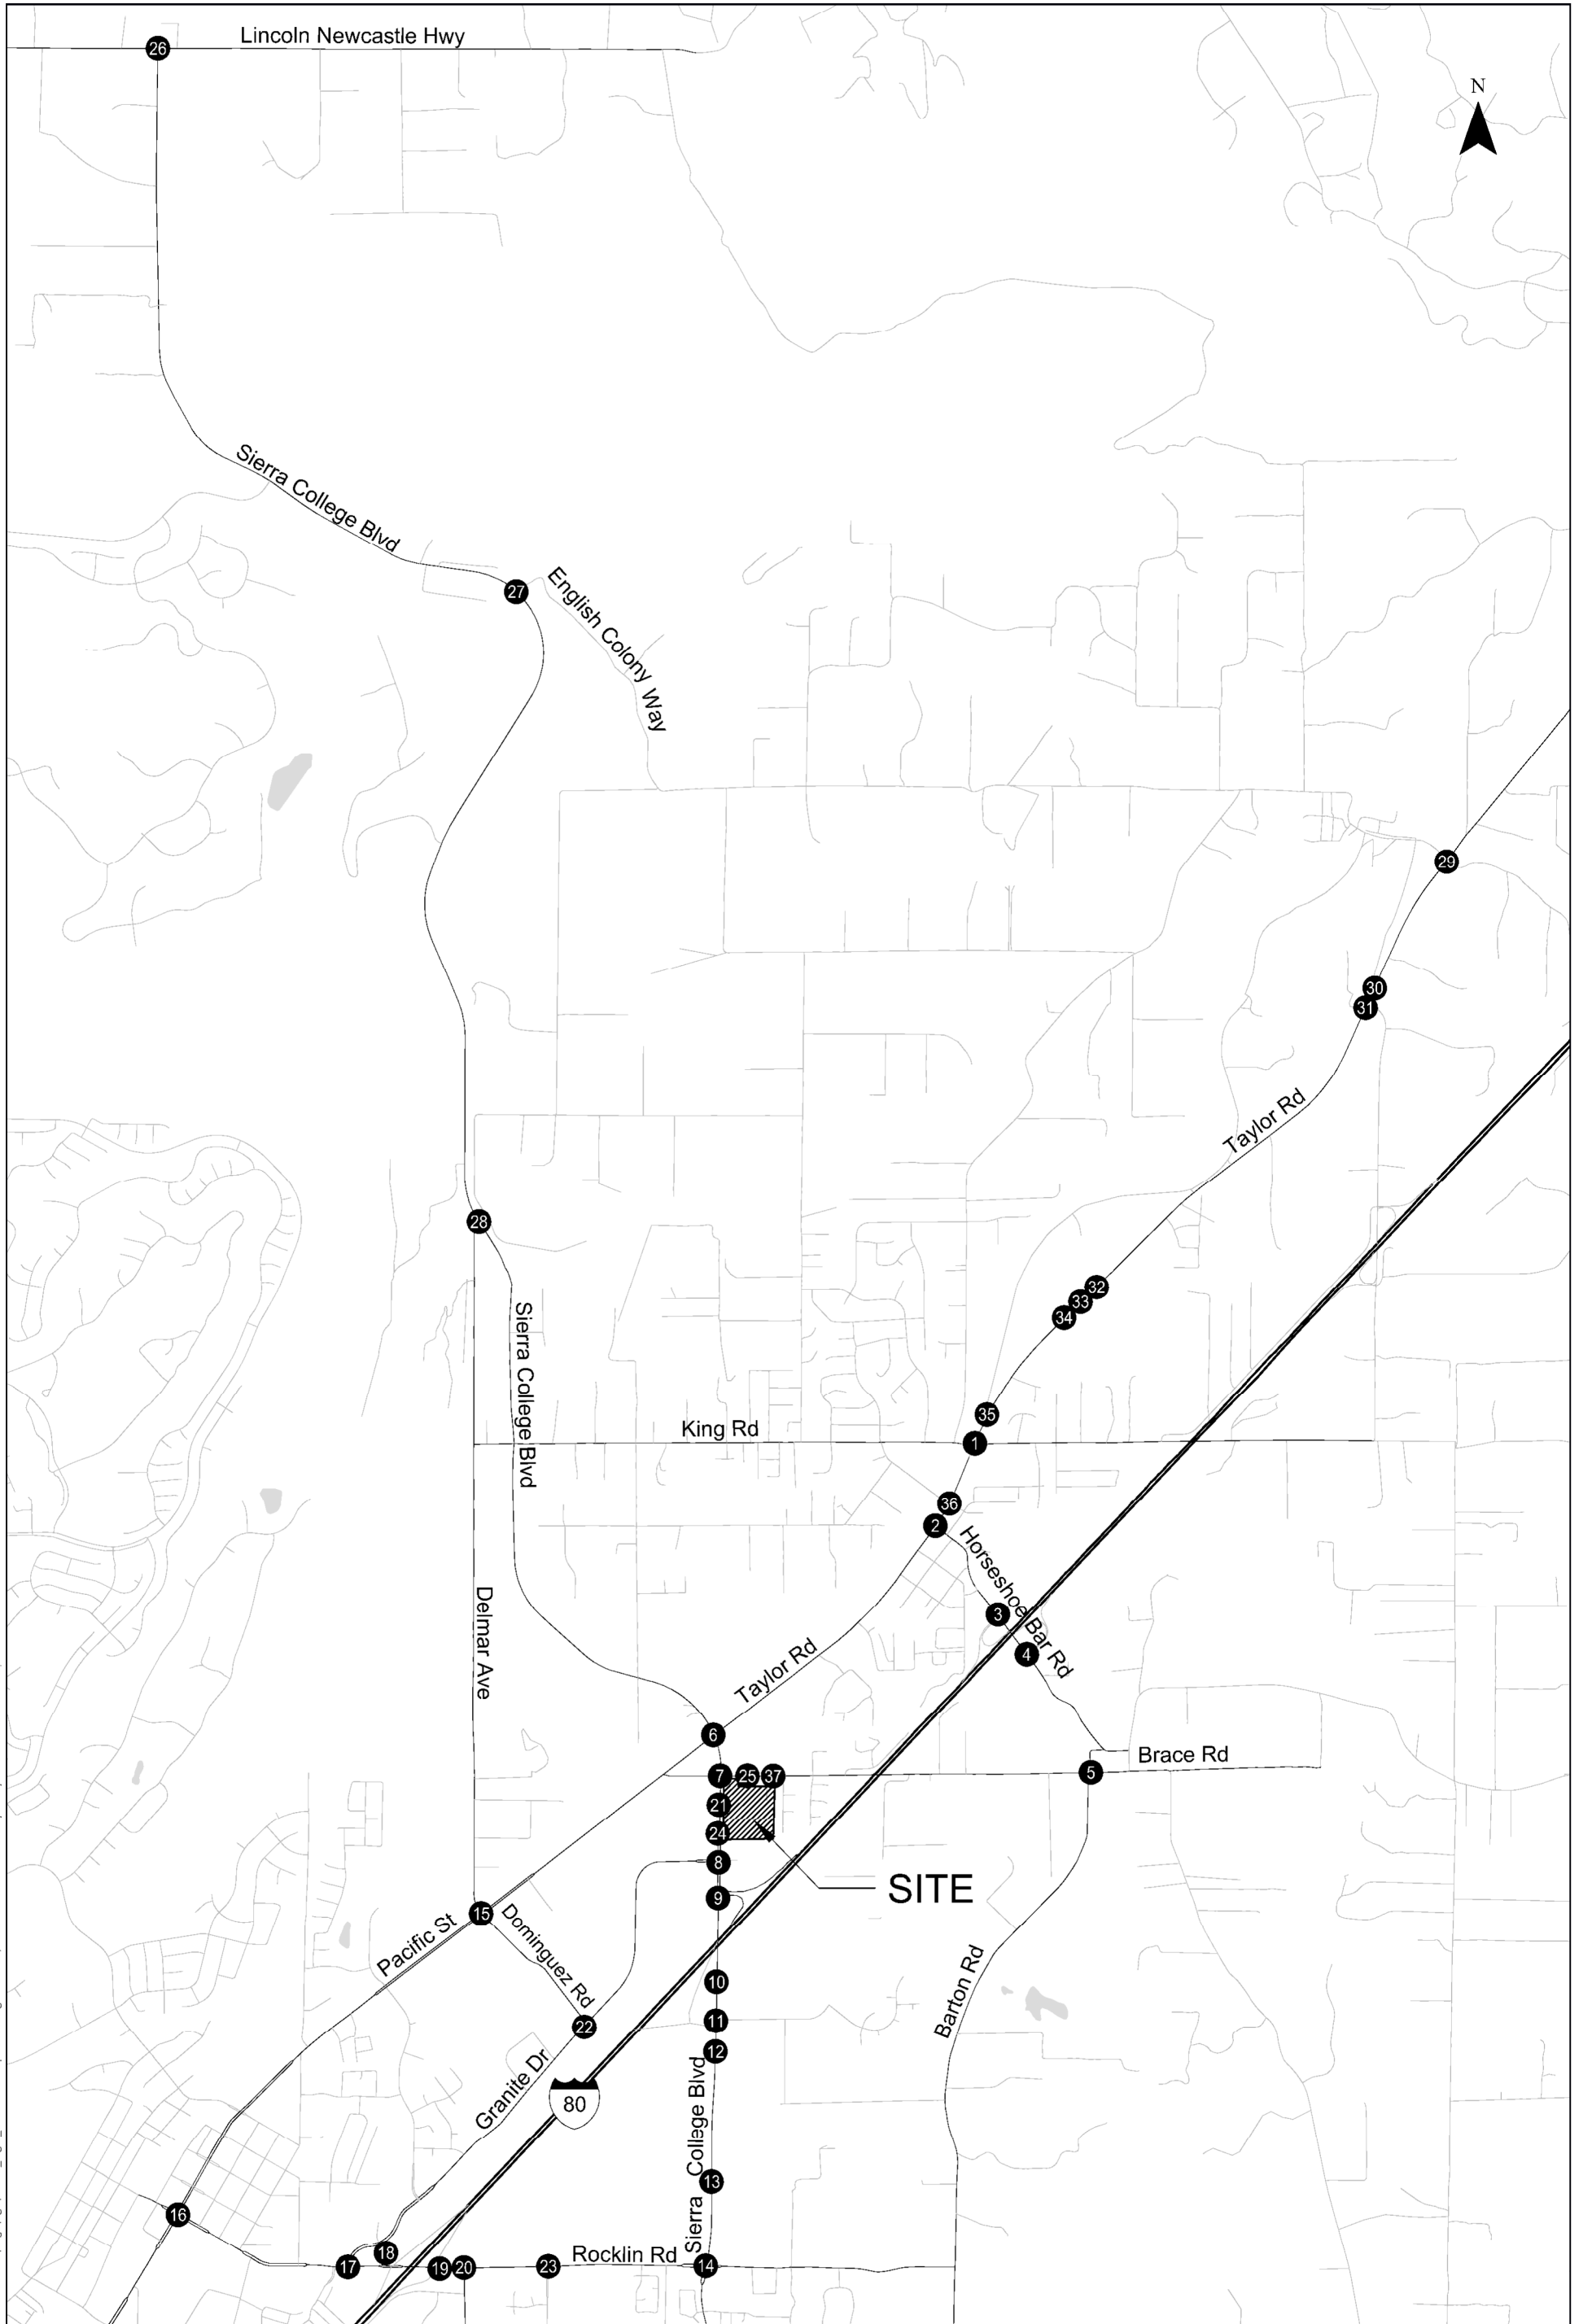 Lincoln Newcastle Hwy
26
N
Sierra College Blvd
27
English Colony Way
29
30
31
Taylor Rd
28
32
33
34
Sierra College Blvd
35
King Rd
1
36
2
Horseshoe Bar Rd
3
4
Delmar Ave
Taylor Rd
6
Brace Rd
7
25
37
5
21
24
8
SITE
9
15
Pacific St
Dominguez Rd
Barton Rd
10
11
22
12
Granite Dr
80
Sierra College Blvd
13
16
17
18
19
20
23
Rocklin Rd
14